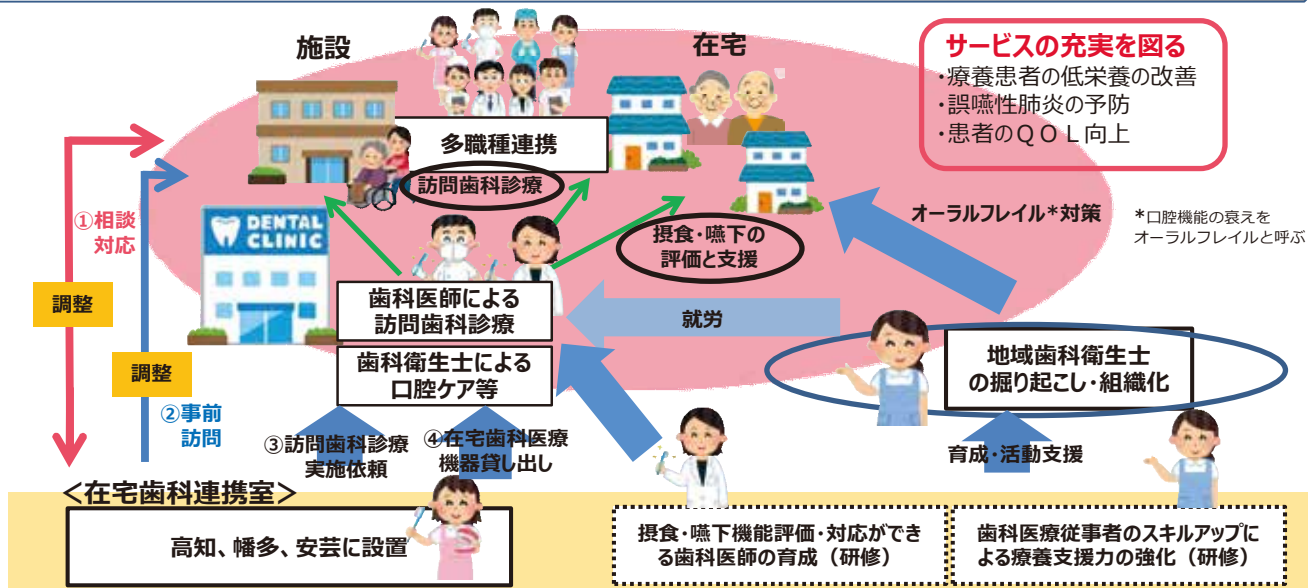 施設
在宅
サービスの充実を図る
・療養患者の低栄養の改善
・誤嚥性肺炎の予防
・患者のQOL向上
多職種連携
訪問歯科診療
DENTAL
CLINIC
①相談
対応
摂食・嚥下の
評価と支援
オーラルフレイル*対策
*口腔機能の衰えを
オーラルフレイルと呼ぶ
調整
歯科医師による
訪問歯科診療
就労
調整
歯科衛生士による
口腔ケア等
地域歯科衛生士
の掘り起こし・組織化
②事前
訪問
③訪問歯科診療
実施依頼
④在宅歯科医療
機器貸し出し
育成・活動支援
<在宅歯科連携室>
高知、幡多、安芸に設置
摂食・嚥下機能評価・対応ができ
る歯科医師の育成（研修）
歯科医療従事者のスキルアップに
よる療養支援力の強化（研修）